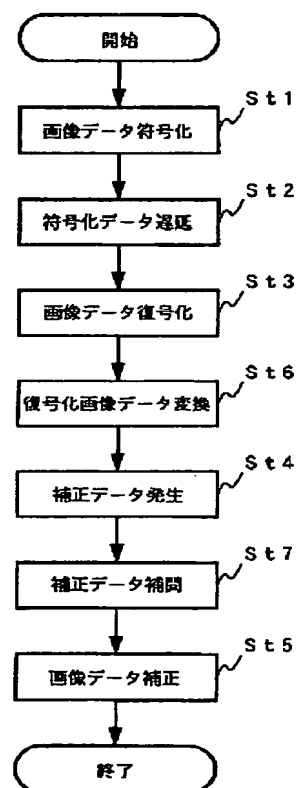 開始
St1
画像データ符号化
St2
符号化データ遅延
St3
画像データ復号化
St6
復号化画像データ変換
St4
補正データ発生
St7
補正データ補間
St5
画像データ補正
終了